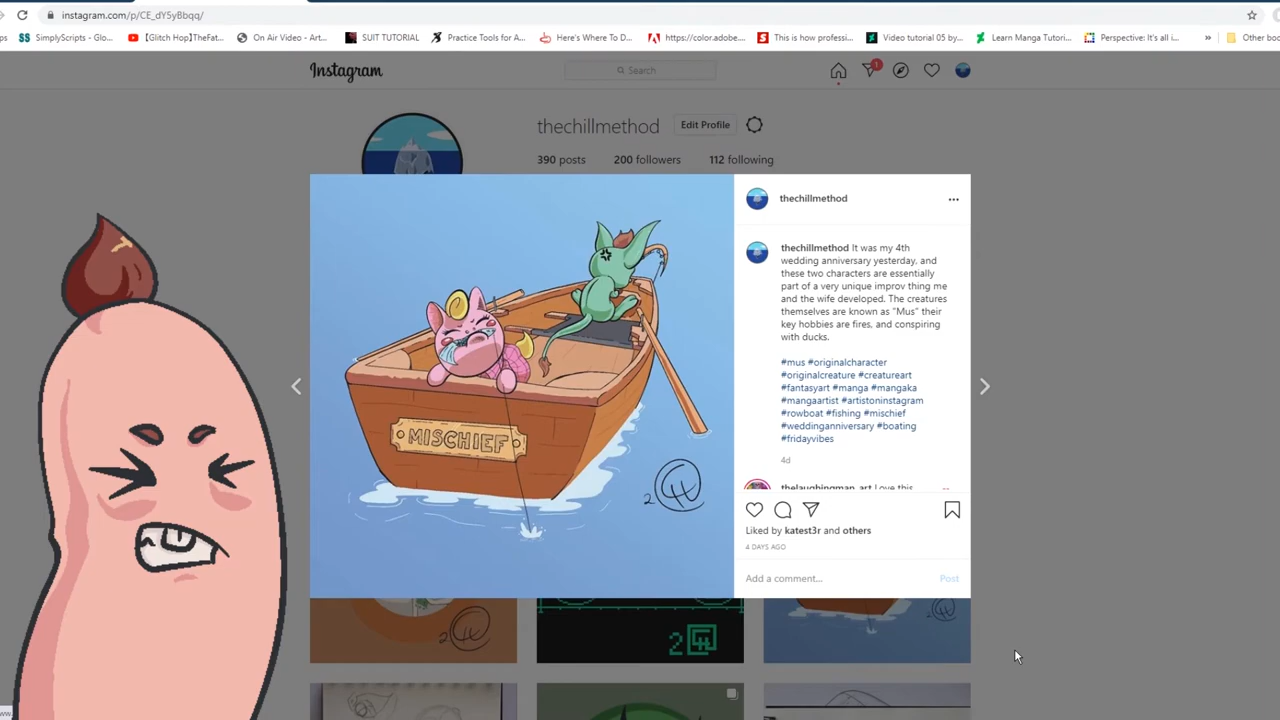 instagram.com/p/CE_dY5yBbqq/
ps SimplyScripts - Glo... [Glitch Hop]TheFat... On Air Video - Art... SUIT TUTORIAL Practice Tools for A... Here's Where To D... https://color.adobe.... This is how professi... Video tutorial 05 by... Learn Manga Tutori... Perspective: It's all i... » Other boo
Instagram
Search
1
thechillmethod Edit Profile
390 posts 200 followers 112 following
thechillmethod
thechillmethod It was my 4th
wedding anniversary yesterday, and
these two characters are essentially
part of a very unique improv thing me
and the wife developed. The creatures
themselves are known as "Mus" their
key hobbies are fires, and conspiring
with ducks.
#mus #originalcharacter
#originalcreature #creatureart
#fantasyart #manga #mangaka
#mangaartist #artistoninstagram
#rowboat #fishing #mischief
#weddinganniversary #boating
#fridayvibes
4d
thelaughingman_art Love this
Liked by katest3r and others
4 DAYS AGO
Add a comment... Post
MISCHIEF